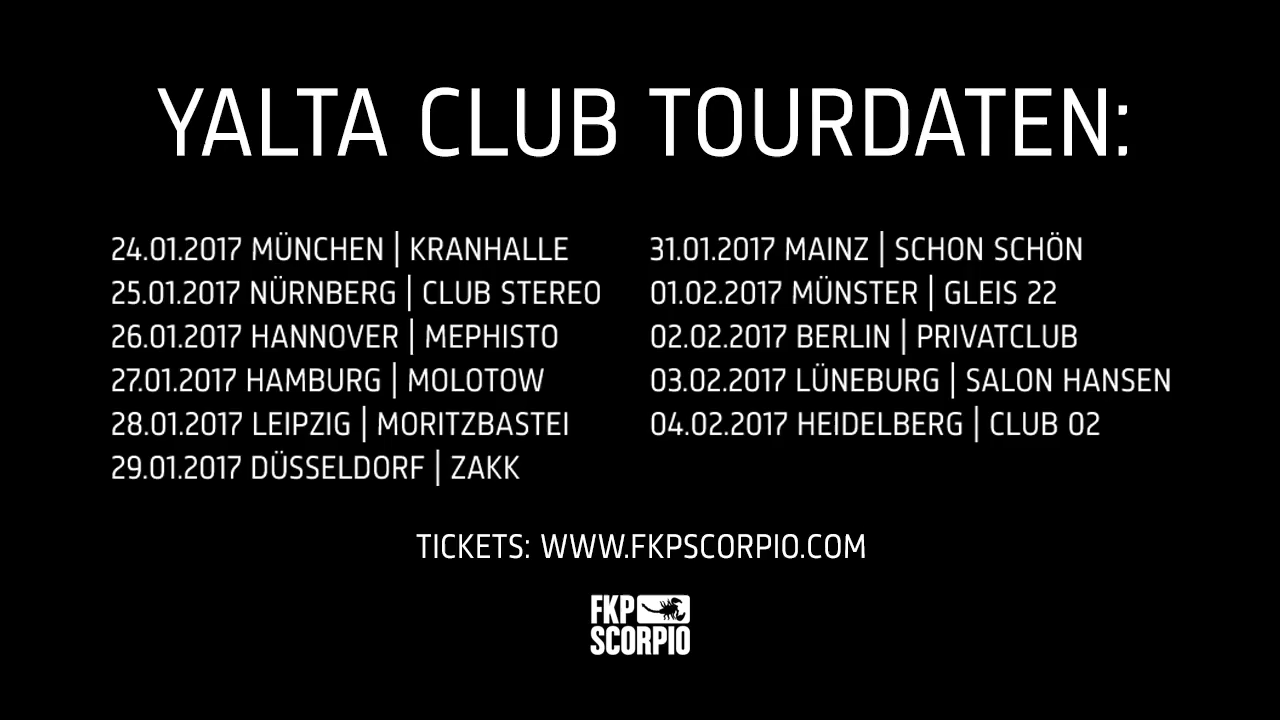 YALTA CLUB TOURDATEN:
24.01.2017 MÜNCHEN | KRANHALLE
25.01.2017 NÜRNBERG | CLUB STEREO
26.01.2017 HANNOVER | MEPHISTO
27.01.2017 HAMBURG | MOLOTOW
28.01.2017 LEIPZIG | MORITZBASTEI
29.01.2017 DÜSSELDORF | ZAKK
31.01.2017 MAINZ | SCHON SCHÖN
01.02.2017 MÜNSTER | GLEIS 22
02.02.2017 BERLIN | PRIVATCLUB
03.02.2017 LÜNEBURG | SALON HANSEN
04.02.2017 HEIDELBERG | CLUB 02
TICKETS: WWW.FKPSCORPIO.COM
FKP
SCORPIO